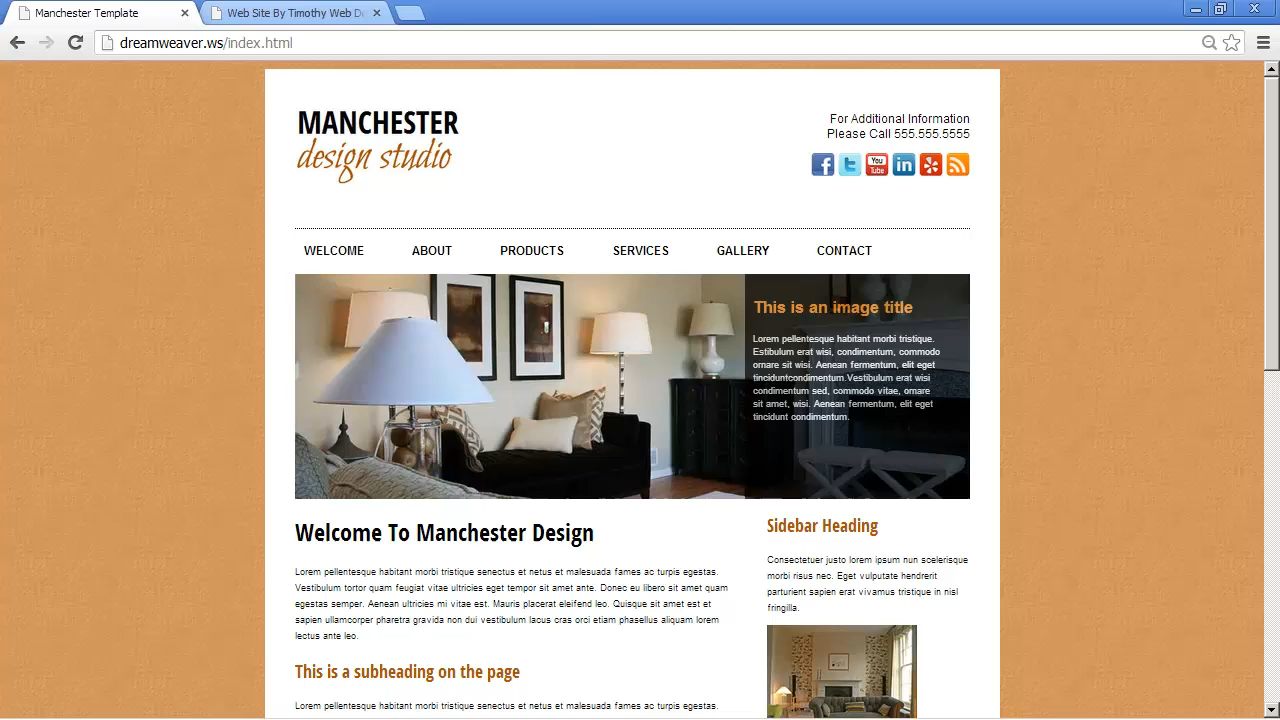 Manchester Template
Web Site By Timothy Web De
dreamweaver.ws/index.html
MANCHESTER
design studio
For Additional Information
Please Call 555.555.5555
You
Tube
WELCOME ABOUT PRODUCTS SERVICES GALLERY CONTACT
This is an image title
Lorem pellentesque habitant morbi tristique.
Estibulum erat wisi, condimentum, commodo
ornare sit wisi. Aenean fermentum, elit eget
tinciduntcondimentum.Vestibulum erat wisi
condimentum sed, commodo vitae, ornare
sit amet, wisi. Aenean fermentum, elit eget
tincidunt condimentum.
Welcome To Manchester Design
Lorem pellentesque habitant morbi tristique senectus et netus et malesuada fames ac turpis egestas.
Vestibulum tortor quam feugiat vitae ultricies eget tempor sit amet ante. Donec eu libero sit amet quam
egestas semper. Aenean ultricies mi vitae est. Mauris placerat eleifend leo. Quisque sit amet est et
sapien ullamcorper pharetra gravida non dui vestibulum lacus cras orci etiam phasellus aliquam lorem
lectus ante leo.
This is a subheading on the page
Lorem pellentesque habitant morbi tristique senectus et netus et malesuada fames ac turpis egestas.
Sidebar Heading
Consectetuer justo lorem ipsum nun scelerisque
morbi risus nec. Eget vulputate hendrerit
parturient sapien erat vivamus tristique in nisl
fringilla.